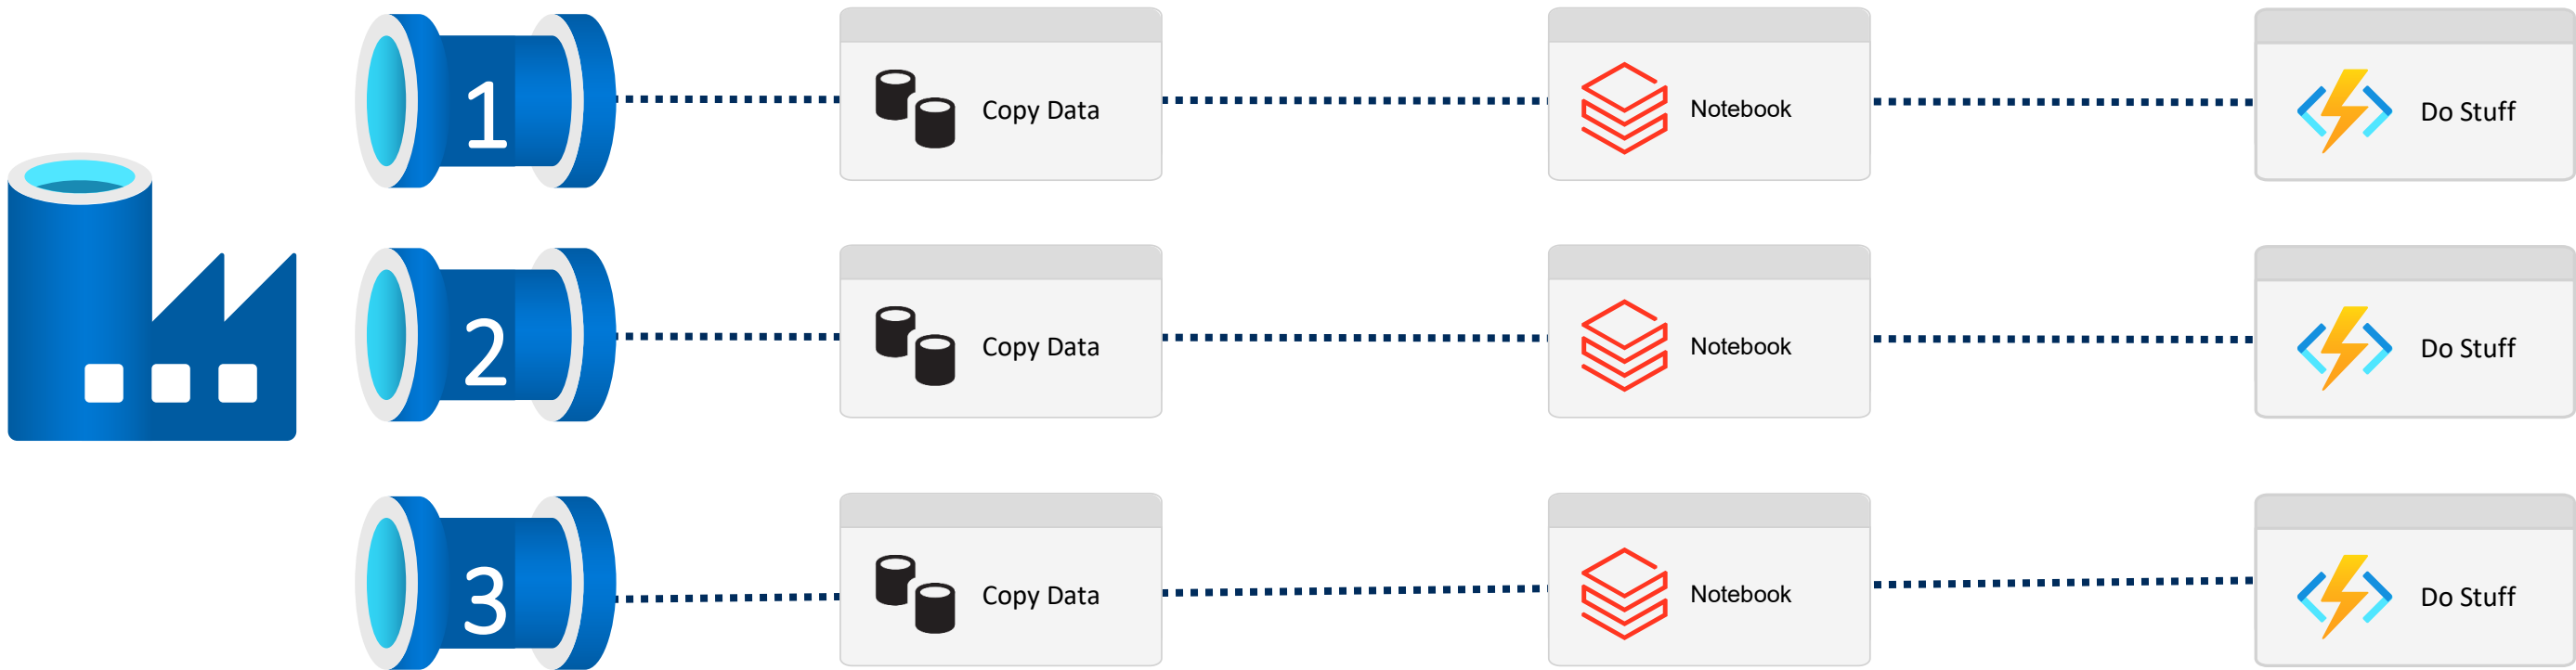 1
Copy Data
Notebook
Do Stuff
2
Copy Data
Notebook
Do Stuff
3
Copy Data
Notebook
Do Stuff